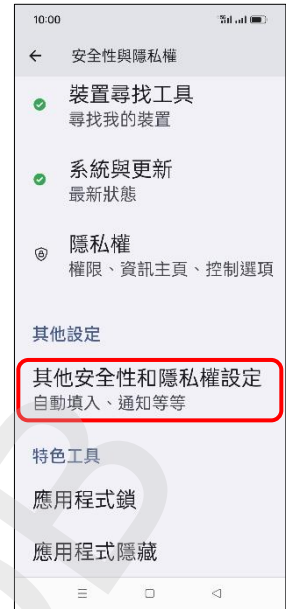 10:00
安全性與隱私權
裝置尋找工具
尋找我的裝置
系統與更新
最新狀態
隱私權
權限、資訊主頁、控制選項
其他設定
其他安全性和隱私權設定
自動填入、通知等等
特色工具
應用程式鎖
應用程式隱藏